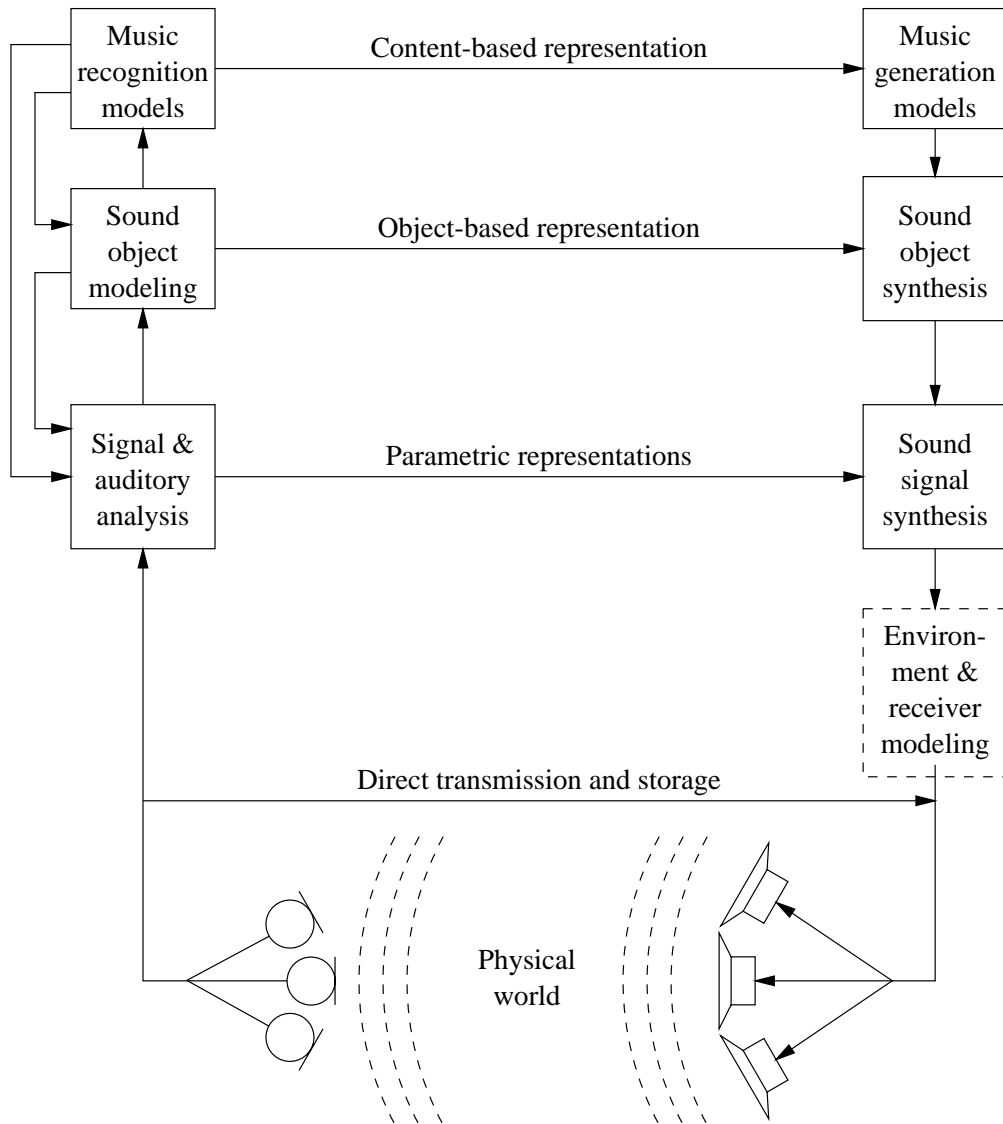 Music
recognition
models
Content-based representation
Music
generation
models
Sound
object
modeling
Object-based representation
Sound
object
synthesis
Signal &
auditory
analysis
Parametric representations
Sound
signal
synthesis
Environ-
ment &
receiver
modeling
Direct transmission and storage
Physical
world